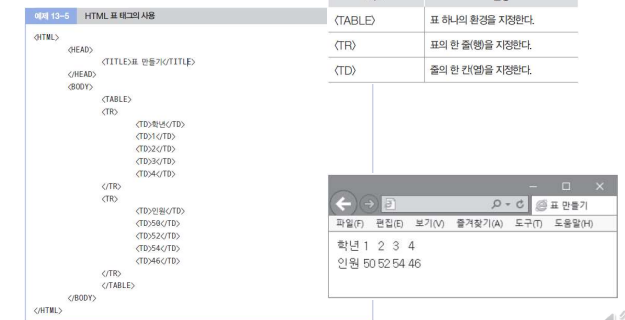 예제 13-5 HTML 표 태그의 사용
<HTML>
<HEAD>
<TITLE>표 만들기</TITLE>
</HEAD>
<BODY>
<TABLE>
<TR>
<TD>학년</TD>
<TD>1</TD>
<TD>2</TD>
<TD>3</TD>
<TD>4</TD>
</TR>
<TR>
<TD>인원</TD>
<TD>50</TD>
<TD>52</TD>
<TD>54</TD>
<TD>46</TD>
</TR>
</TABLE>
</BODY>
</HTML>
<TABLE> 표 하나의 환경을 지정한다.
<TR> 표의 한 줄(행)을 지정한다.
<TD> 줄의 한 칸(열)을 지정한다.
표 만들기
파일(F) 편집(E) 보기(V) 즐겨찾기(A) 도구(T) 도움말(H)
학년 1 2 3 4
인원 50 52 54 46